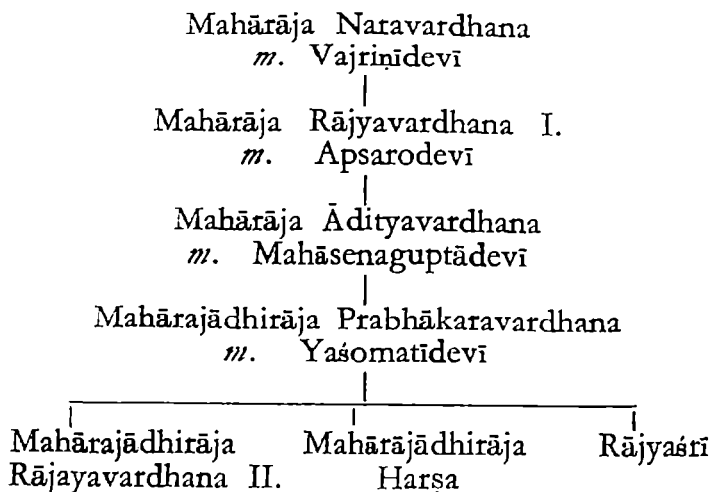 Mahārāja Naravardhana
m. Vajriṇīdevī
Mahārāja Rājyavardhana I.
m. Apsarodevī
Mahārāja Ādityavardhana
m. Mahāsenaguptādevī
Mahārajādhirāja Prabhākaravardhana
m. Yaśomatīdevī
Mahārajādhirāja Mahārājādhirāja Rājyaśrī
Rājayavardhana II. Harṣa